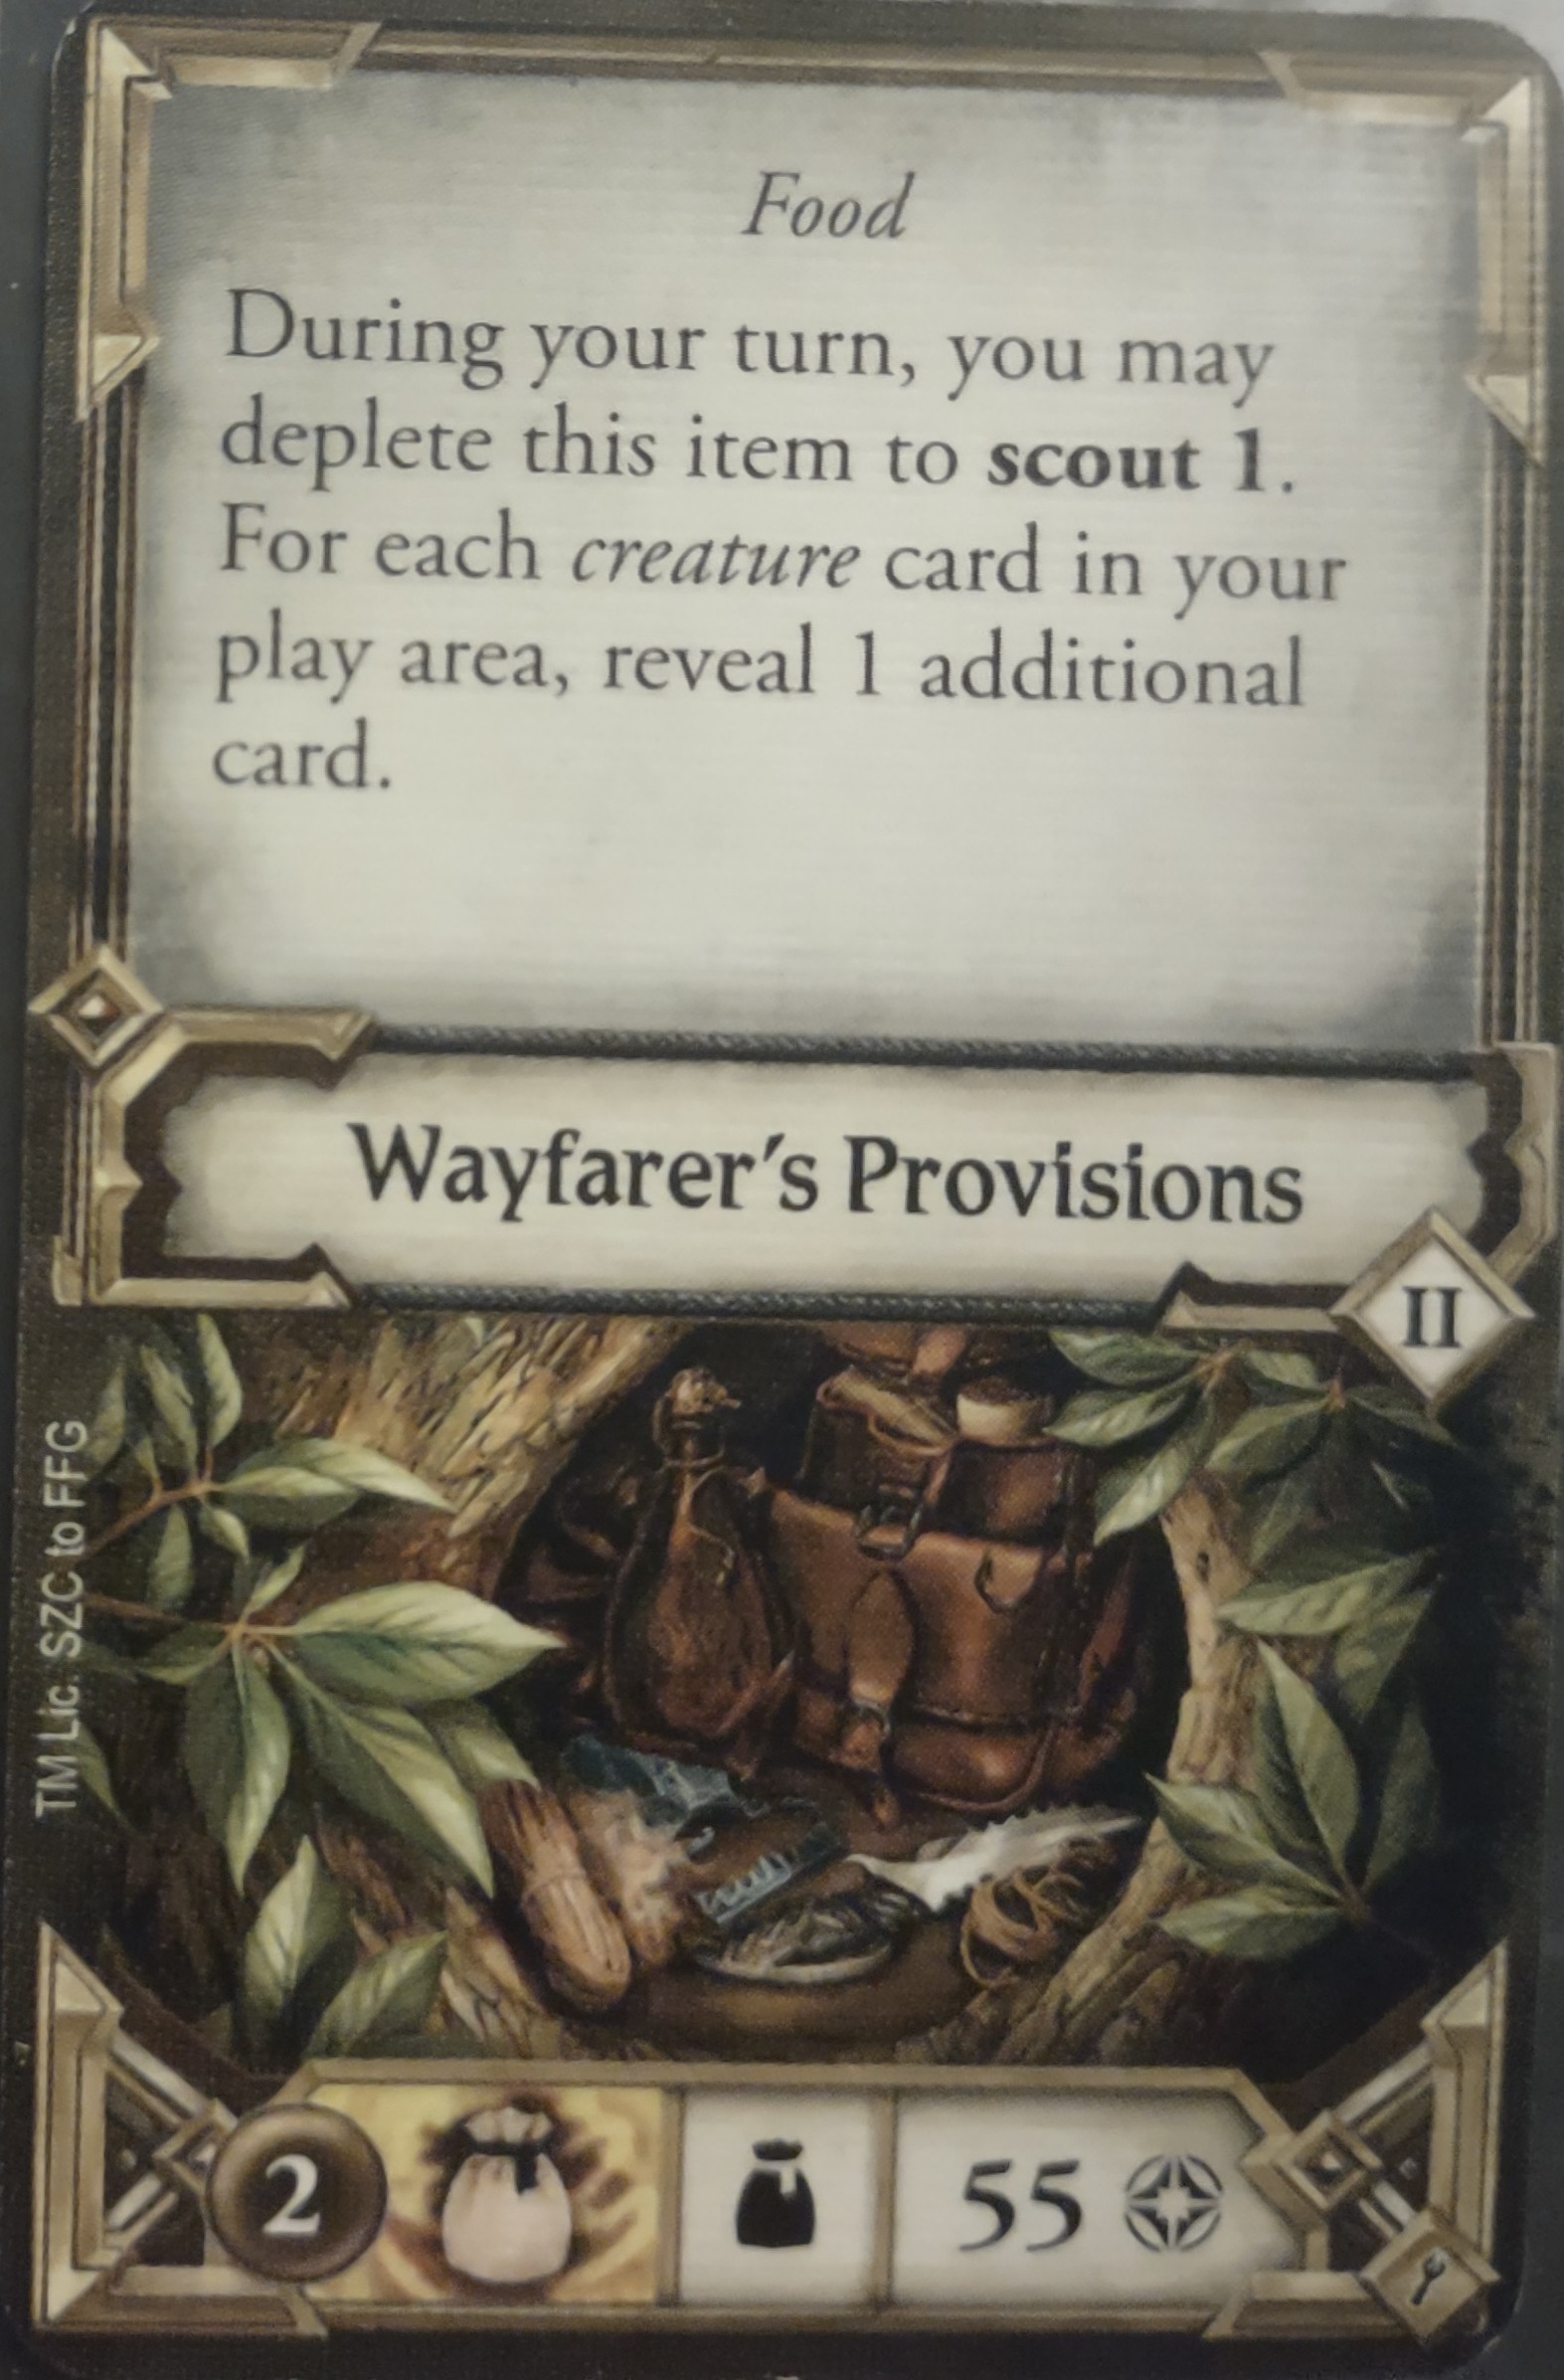 Food
During your turn, you may
deplete this item to scout 1.
For each creature card in your
play area, reveal 1 additional
card.
Wayfarer's Provisions
II
TM Lic. SZC to FFG
2
55